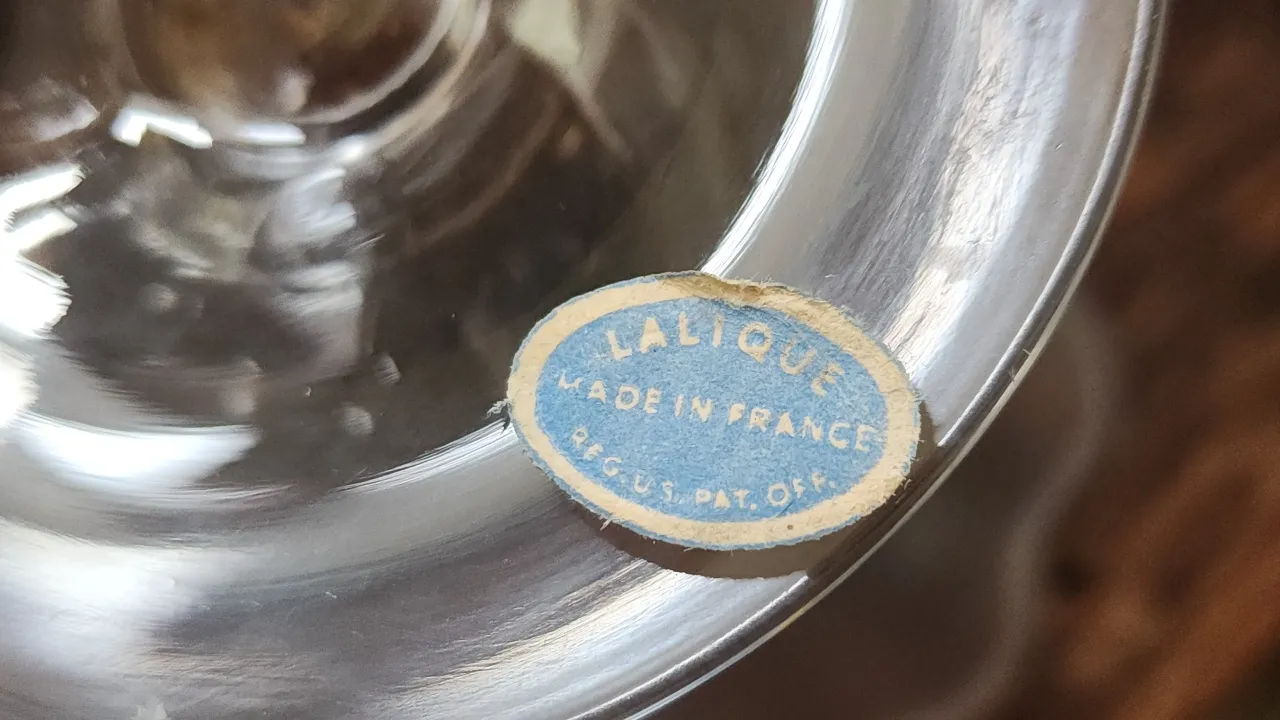 LALIQUE
MADE IN FRANCE
REG. U.S. PAT. OFF.